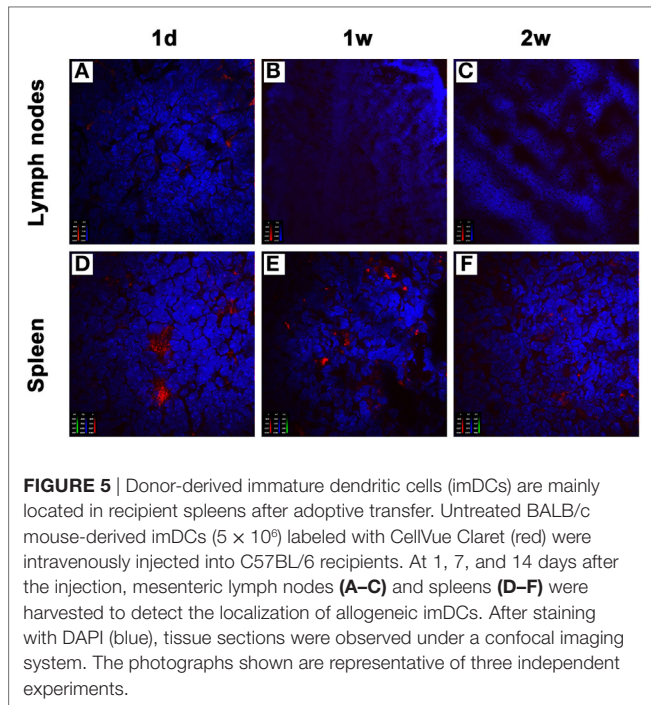 1d 1w 2w
Lymph nodes
A B C
Spleen
D E F
FIGURE 5 | Donor-derived immature dendritic cells (imDCs) are mainly
located in recipient spleens after adoptive transfer. Untreated BALB/c
mouse-derived imDCs (5 × 10⁶) labeled with CellVue Claret (red) were
intravenously injected into C57BL/6 recipients. At 1, 7, and 14 days after
the injection, mesenteric lymph nodes (A–C) and spleens (D–F) were
harvested to detect the localization of allogeneic imDCs. After staining
with DAPI (blue), tissue sections were observed under a confocal imaging
system. The photographs shown are representative of three independent
experiments.